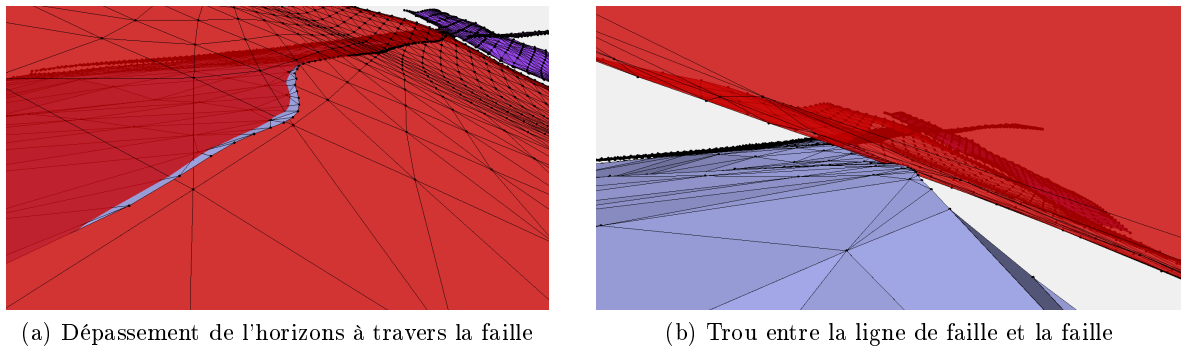 (a) Dépassement de l'horizons à travers la faille
(b) Trou entre la ligne de faille et la faille